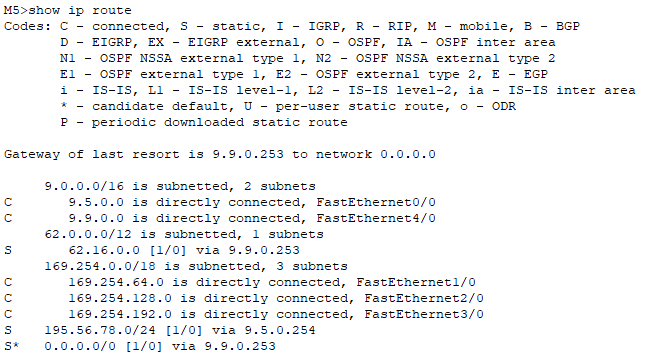 M5>show ip route
Codes: C - connected, S - static, I - IGRP, R - RIP, M - mobile, B - BGP
D - EIGRP, EX - EIGRP external, O - OSPF, IA - OSPF inter area
N1 - OSPF NSSA external type 1, N2 - OSPF NSSA external type 2
E1 - OSPF external type 1, E2 - OSPF external type 2, E - EGP
i - IS-IS, L1 - IS-IS level-1, L2 - IS-IS level-2, ia - IS-IS inter area
* - candidate default, U - per-user static route, o - ODR
P - periodic downloaded static route
Gateway of last resort is 9.9.0.253 to network 0.0.0.0
9.0.0.0/16 is subnetted, 2 subnets
C 9.5.0.0 is directly connected, FastEthernet0/0
C 9.9.0.0 is directly connected, FastEthernet4/0
62.0.0.0/12 is subnetted, 1 subnets
S 62.16.0.0 [1/0] via 9.9.0.253
169.254.0.0/18 is subnetted, 3 subnets
C 169.254.64.0 is directly connected, FastEthernet1/0
C 169.254.128.0 is directly connected, FastEthernet2/0
C 169.254.192.0 is directly connected, FastEthernet3/0
S 195.56.78.0/24 [1/0] via 9.5.0.254
S* 0.0.0.0/0 [1/0] via 9.9.0.253